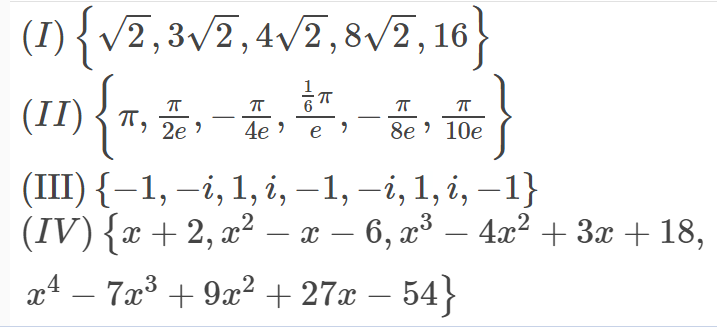 (I) {√2, 3√2, 4√2, 8√2, 16}
(II) {π, π/2e, −π/4e, (1/6 π)/e, −π/8e, π/10e}
(III) {−1, −i, 1, i, −1, −i, 1, i, −1}
(IV) {x + 2, x² − x − 6, x³ − 4x² + 3x + 18,
x⁴ − 7x³ + 9x² + 27x − 54}